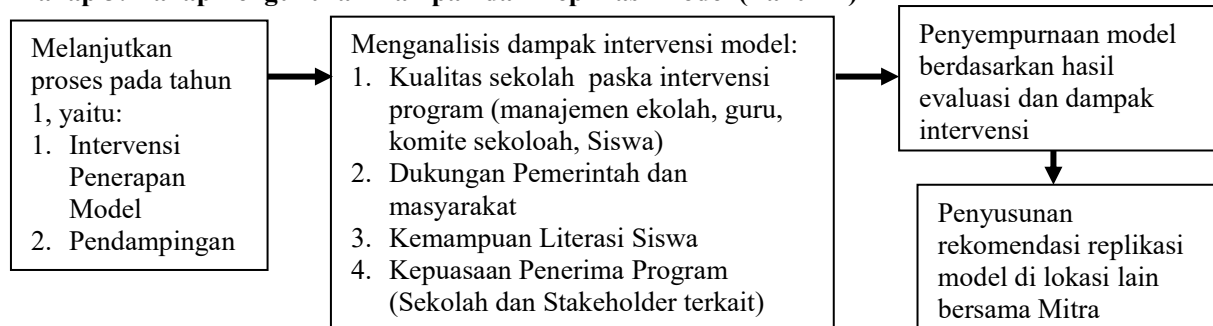 Melanjutkan
proses pada tahun
1, yaitu:
1. Intervensi
Penerapan
Model
2. Pendampingan
Menganalisis dampak intervensi model:
1. Kualitas sekolah paska intervensi
program (manajemen ekolah, guru,
komite sekoloah, Siswa)
2. Dukungan Pemerintah dan
masyarakat
3. Kemampuan Literasi Siswa
4. Kepuasaan Penerima Program
(Sekolah dan Stakeholder terkait)
Penyempurnaan model
berdasarkan hasil
evaluasi dan dampak
intervensi
Penyusunan
rekomendasi replikasi
model di lokasi lain
bersama Mitra